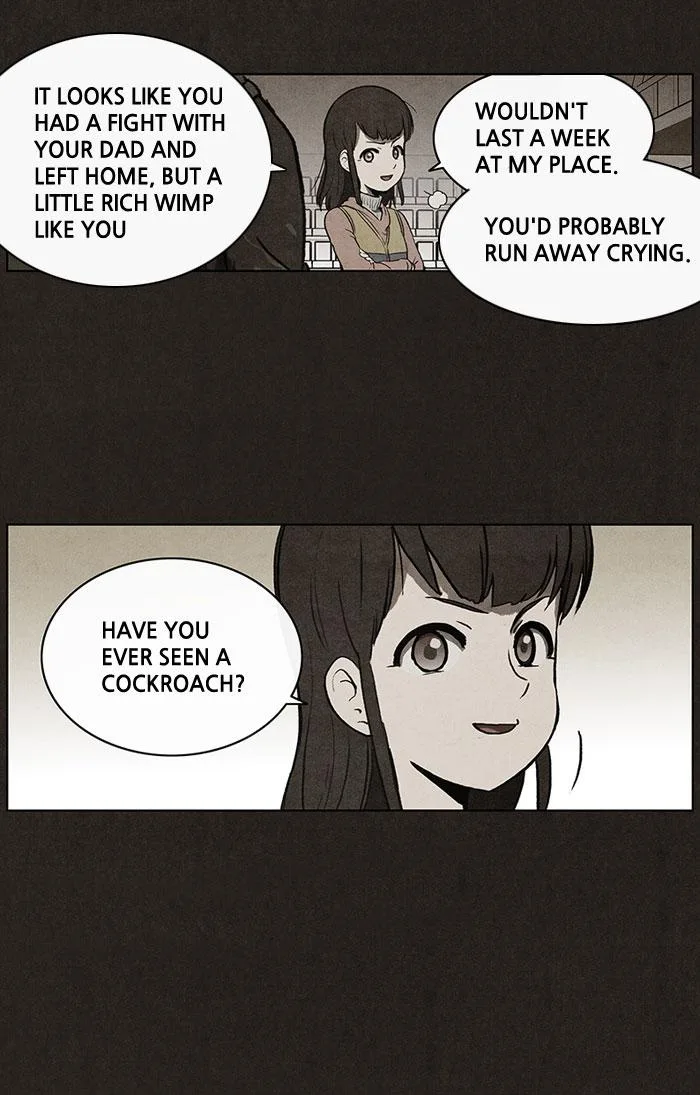 IT LOOKS LIKE YOU
HAD A FIGHT WITH
YOUR DAD AND
LEFT HOME, BUT A
LITTLE RICH WIMP
LIKE YOU
WOULDN'T
LAST A WEEK
AT MY PLACE.
YOU'D PROBABLY
RUN AWAY CRYING.
HAVE YOU
EVER SEEN A
COCKROACH?